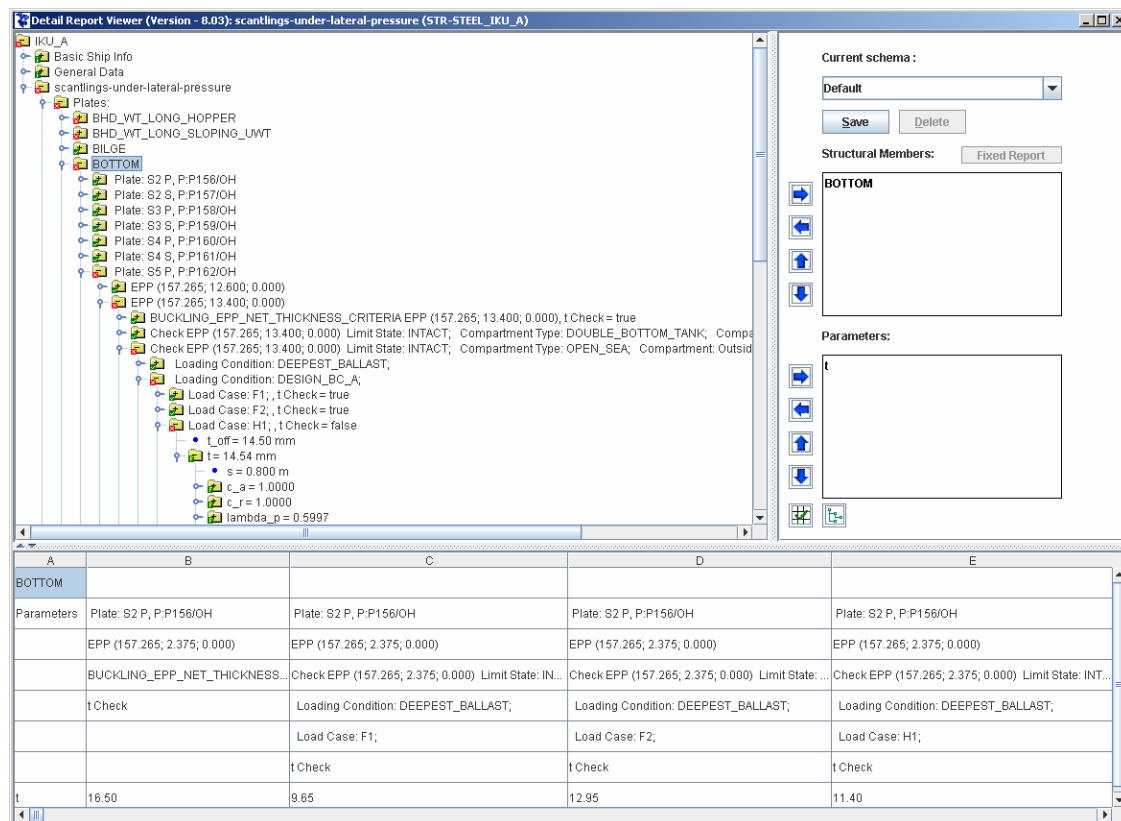 Detail Report Viewer (Version - 8.03): scantlings-under-lateral-pressure (STR-STEEL_IKU_A)
IKU_A
Basic Ship Info
General Data
scantlings-under-lateral-pressure
Plates:
BHD_WT_LONG_HOPPER
BHD_WT_LONG_SLOPING_UWT
BILGE
BOTTOM
Plate: S2 P, P:P156/OH
Plate: S2 S, P:P157/OH
Plate: S3 P, P:P158/OH
Plate: S3 S, P:P159/OH
Plate: S4 P, P:P160/OH
Plate: S4 S, P:P161/OH
Plate: S5 P, P:P162/OH
EPP (157.265; 12.600; 0.000)
EPP (157.265; 13.400; 0.000)
BUCKLING_EPP_NET_THICKNESS_CRITERIA EPP (157.265; 13.400; 0.000), t Check = true
Check EPP (157.265; 13.400; 0.000) Limit State: INTACT; Compartment Type: DOUBLE_BOTTOM_TANK; Compa
Check EPP (157.265; 13.400; 0.000) Limit State: INTACT; Compartment Type: OPEN_SEA; Compartment: Outsid
Loading Condition: DEEPEST_BALLAST;
Loading Condition: DESIGN_BC_A;
Load Case: F1; , t Check = true
Load Case: F2; , t Check = true
Load Case: H1; , t Check = false
t_off = 14.50 mm
t = 14.54 mm
s = 0.800 m
c_a = 1.0000
c_r = 1.0000
lambda_p = 0.5997
Current schema :
Default
Save Delete
Structural Members: Fixed Report
BOTTOM
Parameters:
t
A B C D E
BOTTOM
Parameters Plate: S2 P, P:P156/OH Plate: S2 P, P:P156/OH Plate: S2 P, P:P156/OH Plate: S2 P, P:P156/OH
EPP (157.265; 2.375; 0.000) EPP (157.265; 2.375; 0.000) EPP (157.265; 2.375; 0.000) EPP (157.265; 2.375; 0.000)
BUCKLING_EPP_NET_THICKNESS... Check EPP (157.265; 2.375; 0.000) Limit State: IN... Check EPP (157.265; 2.375; 0.000) Limit State: ... Check EPP (157.265; 2.375; 0.000) Limit State: INT...
t Check Loading Condition: DEEPEST_BALLAST; Loading Condition: DEEPEST_BALLAST; Loading Condition: DEEPEST_BALLAST;
Load Case: F1; Load Case: F2; Load Case: H1;
t Check t Check t Check
t 16.50 9.65 12.95 11.40